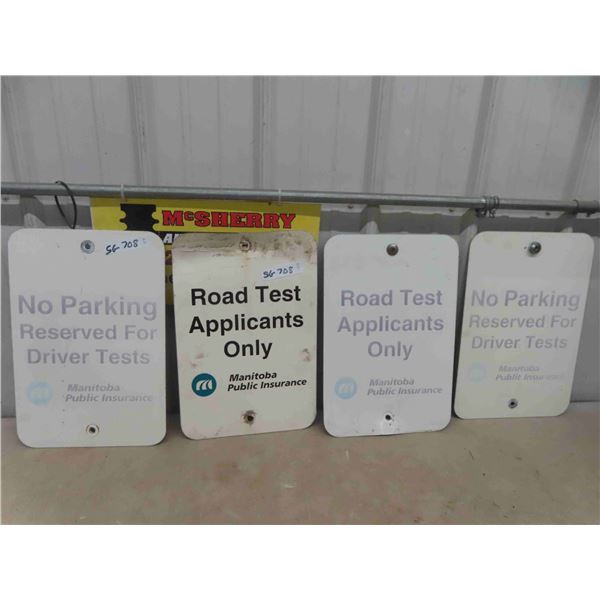 McSHERRY
SG-708
No Parking
Reserved For
Driver Tests
Manitoba
Public Insurance
SG-708
Road Test
Applicants
Only
Manitoba
Public Insurance
Road Test
Applicants
Only
Manitoba
Public Insurance
No Parking
Reserved For
Driver Tests
Manitoba
Public Insurance